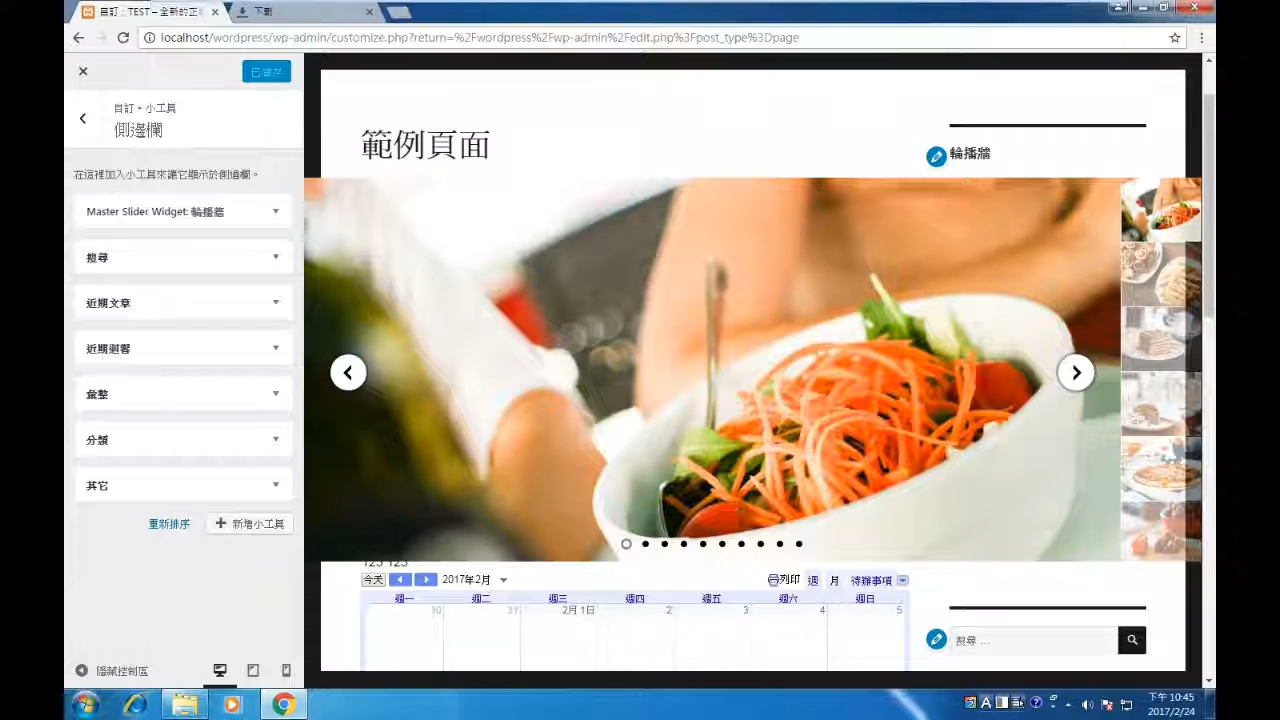 自訂：TEST – 全新的正
下載
localhost/wordpress/wp-admin/customize.php?return=%2Fwordpress%2Fwp-admin%2Fedit.php%3Fpost_type%3Dpage
已儲存
自訂 ‣ 小工具
側邊欄
在這裡加入小工具來讓它顯示於側邊欄。
Master Slider Widget: 輪播牆
搜尋
近期文章
近期迴響
彙整
分類
其它
重新排序
新增小工具
隱藏控制區
範例頁面
輪播牆
123 123
今天 2017年2月 列印 週 月 待辦事項
週一 週二 週三 週四 週五 週六 週日
30 31 2月 1日 2 3 4 5
搜尋 …
下午 10:45
2017/2/24